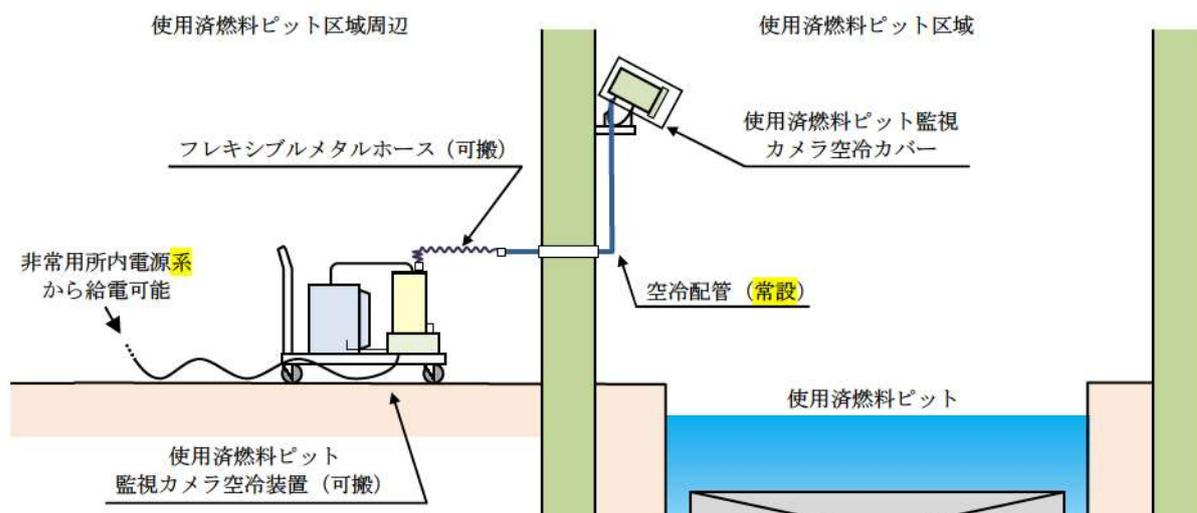 使用済燃料ピット区域周辺
使用済燃料ピット区域
使用済燃料ピット監視
カメラ空冷カバー
フレキシブルメタルホース（可搬）
非常用所内電源系
から給電可能
空冷配管（常設）
使用済燃料ピット
使用済燃料ピット
監視カメラ空冷装置（可搬）